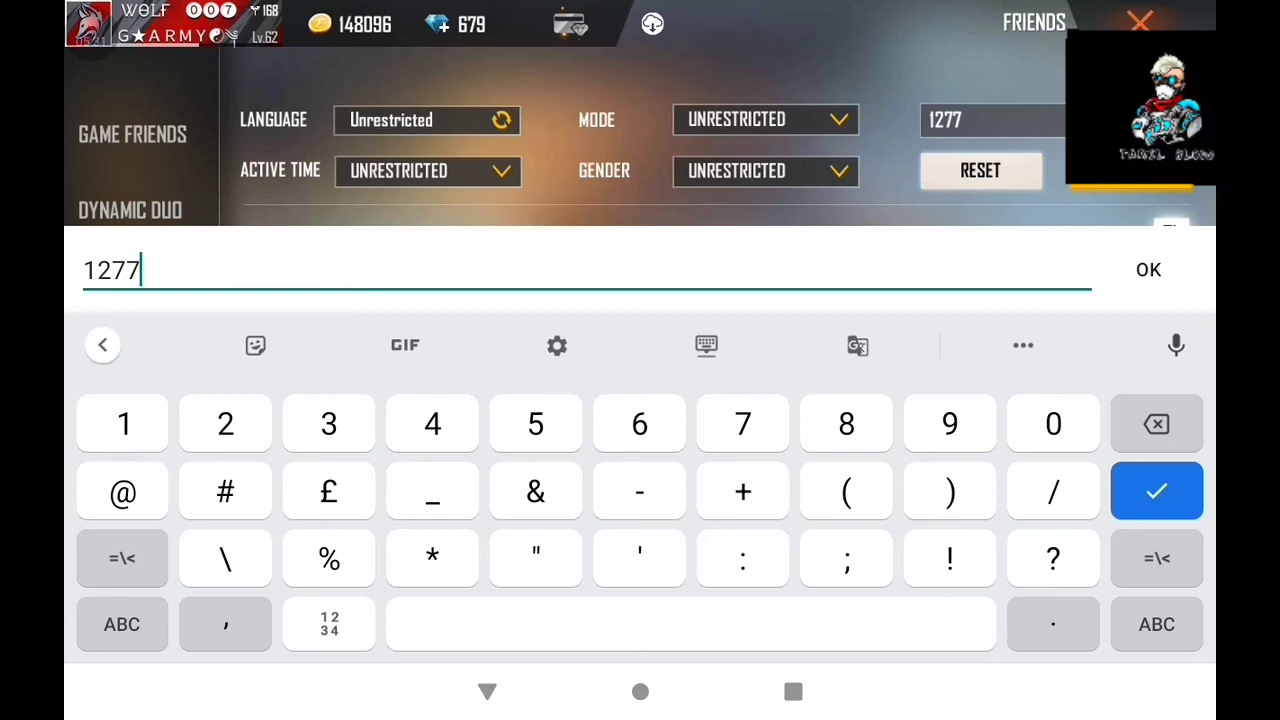 WOLF 007 168
G★ARMY☯ Lv.62
148096 679
FRIENDS
LANGUAGE Unrestricted MODE UNRESTRICTED 1277
GAME FRIENDS
ACTIVE TIME UNRESTRICTED GENDER UNRESTRICTED RESET
DYNAMIC DUO
1277 OK
GIF
1 2 3 4 5 6 7 8 9 0
@ # £ _ & - + ( ) /
=\< \ % * " ' : ; ! ? =\<
ABC , 12 34 . ABC